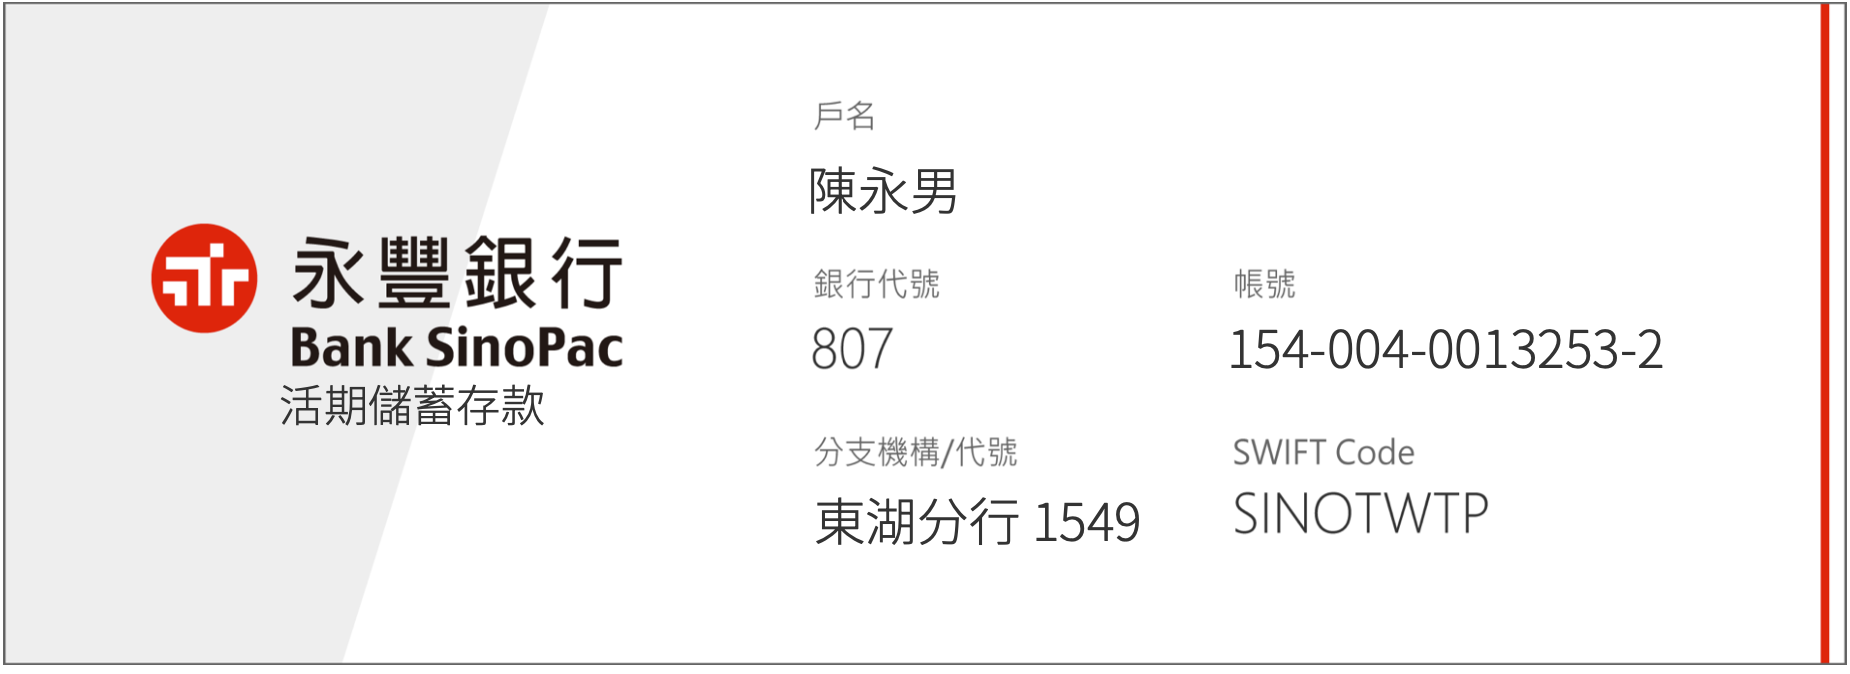 永豐銀行
Bank SinoPac
活期儲蓄存款
戶名
陳永男
銀行代號
807
帳號
154-004-0013253-2
分支機構/代號
東湖分行 1549
SWIFT Code
SINOTWTP